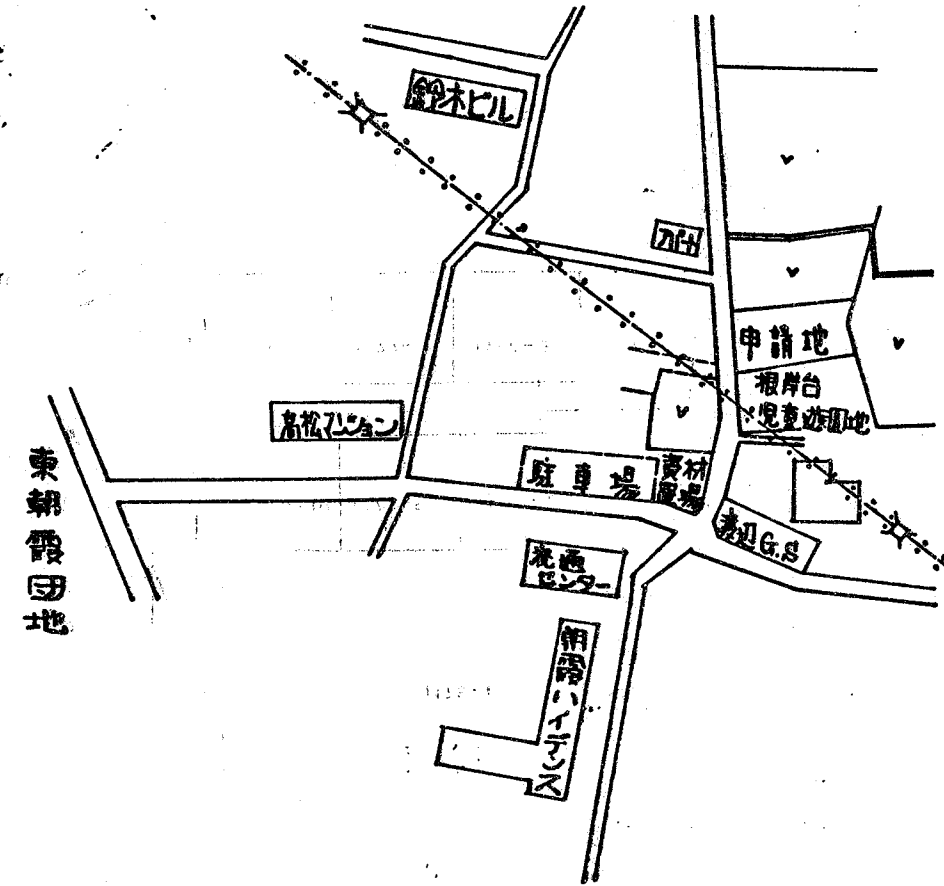 鈴木ビル
アパート
申請地
根岸台
児童遊園地
高松マンション
駐車場
資材
置場
渡辺G.S
流通
センター
東朝霞団地
朝霞ハイデンス